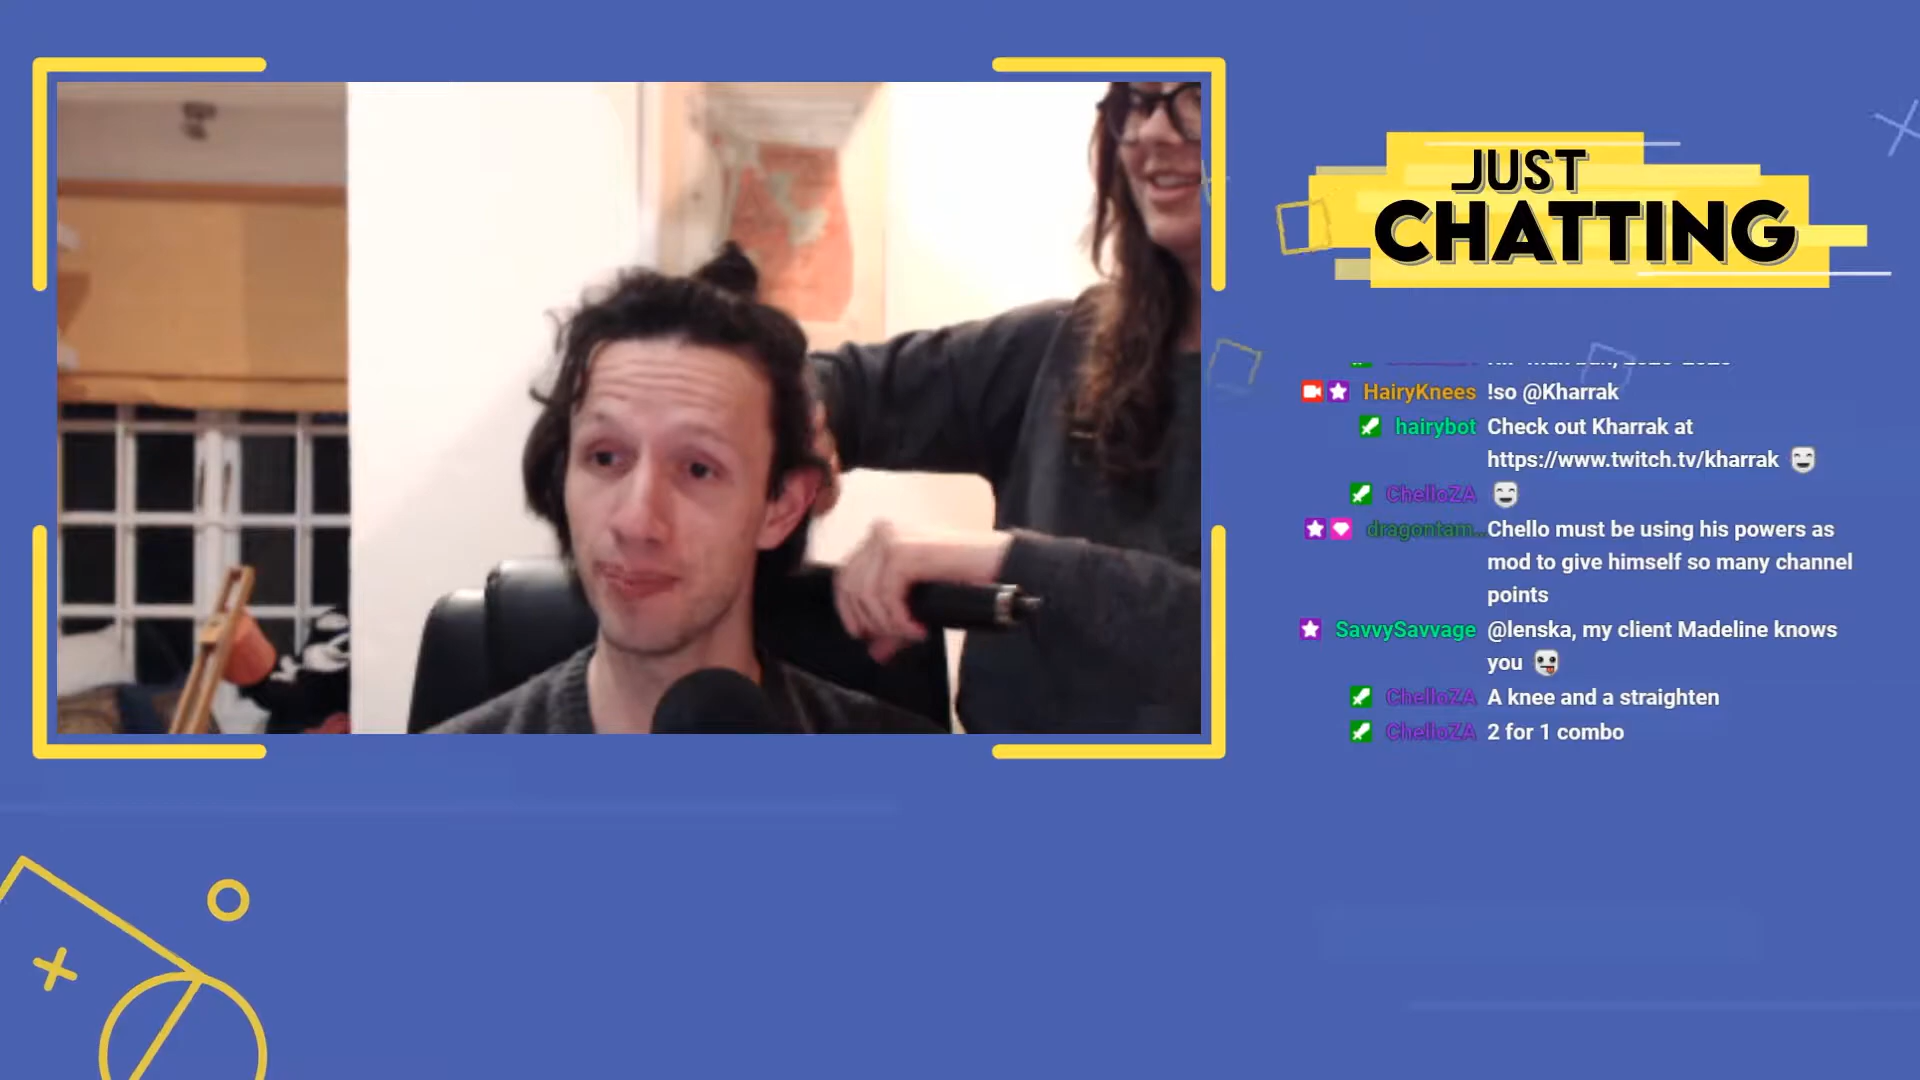 JUST
CHATTING
HairyKnees !so @Kharrak
hairybot Check out Kharrak at
https://www.twitch.tv/kharrak
ChelloZA
dragontam... Chello must be using his powers as
mod to give himself so many channel
points
SavvySavvage @lenska, my client Madeline knows
you
ChelloZA A knee and a straighten
ChelloZA 2 for 1 combo